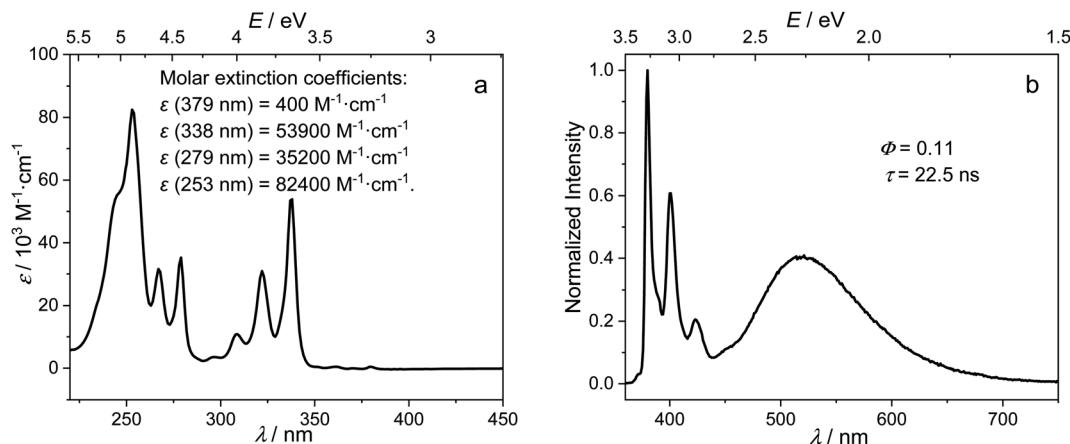 E / eV
5.5 5 4.5 4 3.5 3
100
80
60
40
20
0
ε / 10³ M⁻¹·cm⁻¹
Molar extinction coefficients:
ε (379 nm) = 400 M⁻¹·cm⁻¹
ε (338 nm) = 53900 M⁻¹·cm⁻¹
ε (279 nm) = 35200 M⁻¹·cm⁻¹
ε (253 nm) = 82400 M⁻¹·cm⁻¹.
a
250 300 350 400 450
λ / nm
E / eV
3.5 3.0 2.5 2.0 1.5
1.0
0.8
0.6
0.4
0.2
0.0
Normalized Intensity
b
Φ = 0.11
τ = 22.5 ns
400 500 600 700
λ / nm